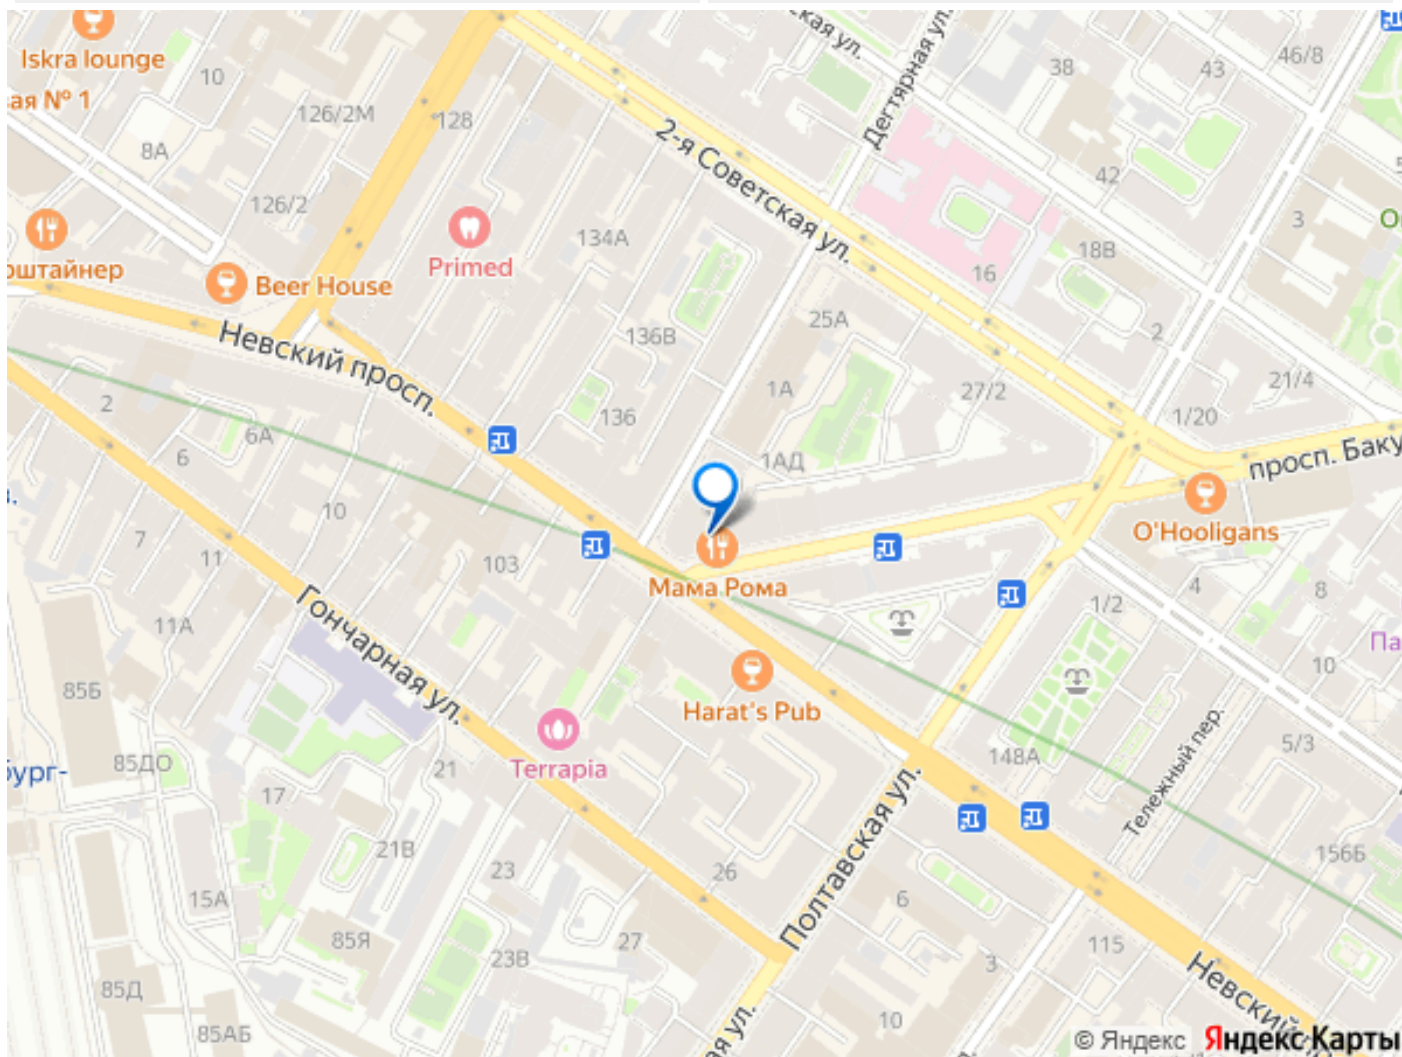 Iskra lounge
ая № 1
10
8А
126/2М
128
126/2
рштайнер
Beer House
Primed
134А
136В
136
Невский просп.
2-я Советская ул.
ская ул.
Дегтярная ул.
38
43
46/8
42
3
18В
16
2
25А
1А
1АД
27/2
21/4
1/20
просп. Баку
O'Hooligans
2
6А
6
7
10
11
11А
103
Мама Рома
Гончарная ул.
Harat's Pub
Terrapia
85Б
85ДО
бург-
17
21
21В
15А
23
85Я
23В
27
26
85Д
85АБ
Полтавская ул.
148А
1/2
4
8
10
Па
5/3
Тележный пер.
156Б
6
3
115
10
ая ул.
Невский
© Яндекс Яндекс Карты